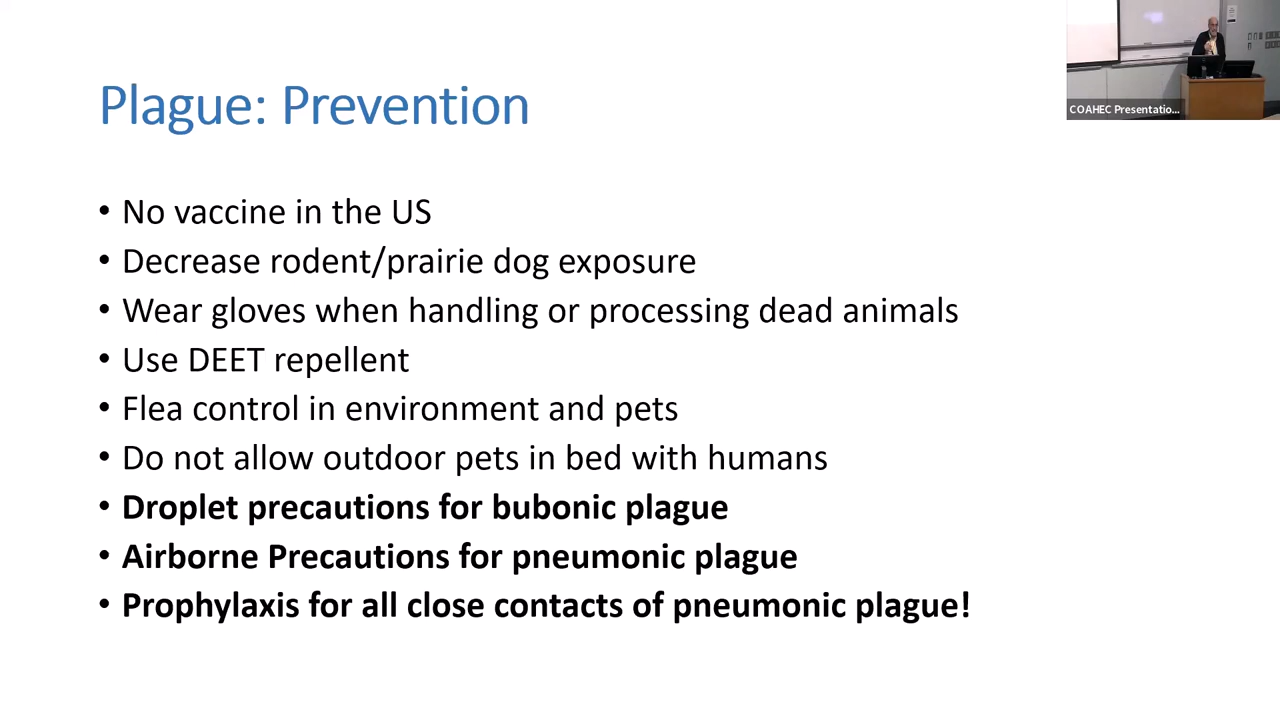 COAHEC Presentatio...
Plague: Prevention
• No vaccine in the US
• Decrease rodent/prairie dog exposure
• Wear gloves when handling or processing dead animals
• Use DEET repellent
• Flea control in environment and pets
• Do not allow outdoor pets in bed with humans
• Droplet precautions for bubonic plague
• Airborne Precautions for pneumonic plague
• Prophylaxis for all close contacts of pneumonic plague!